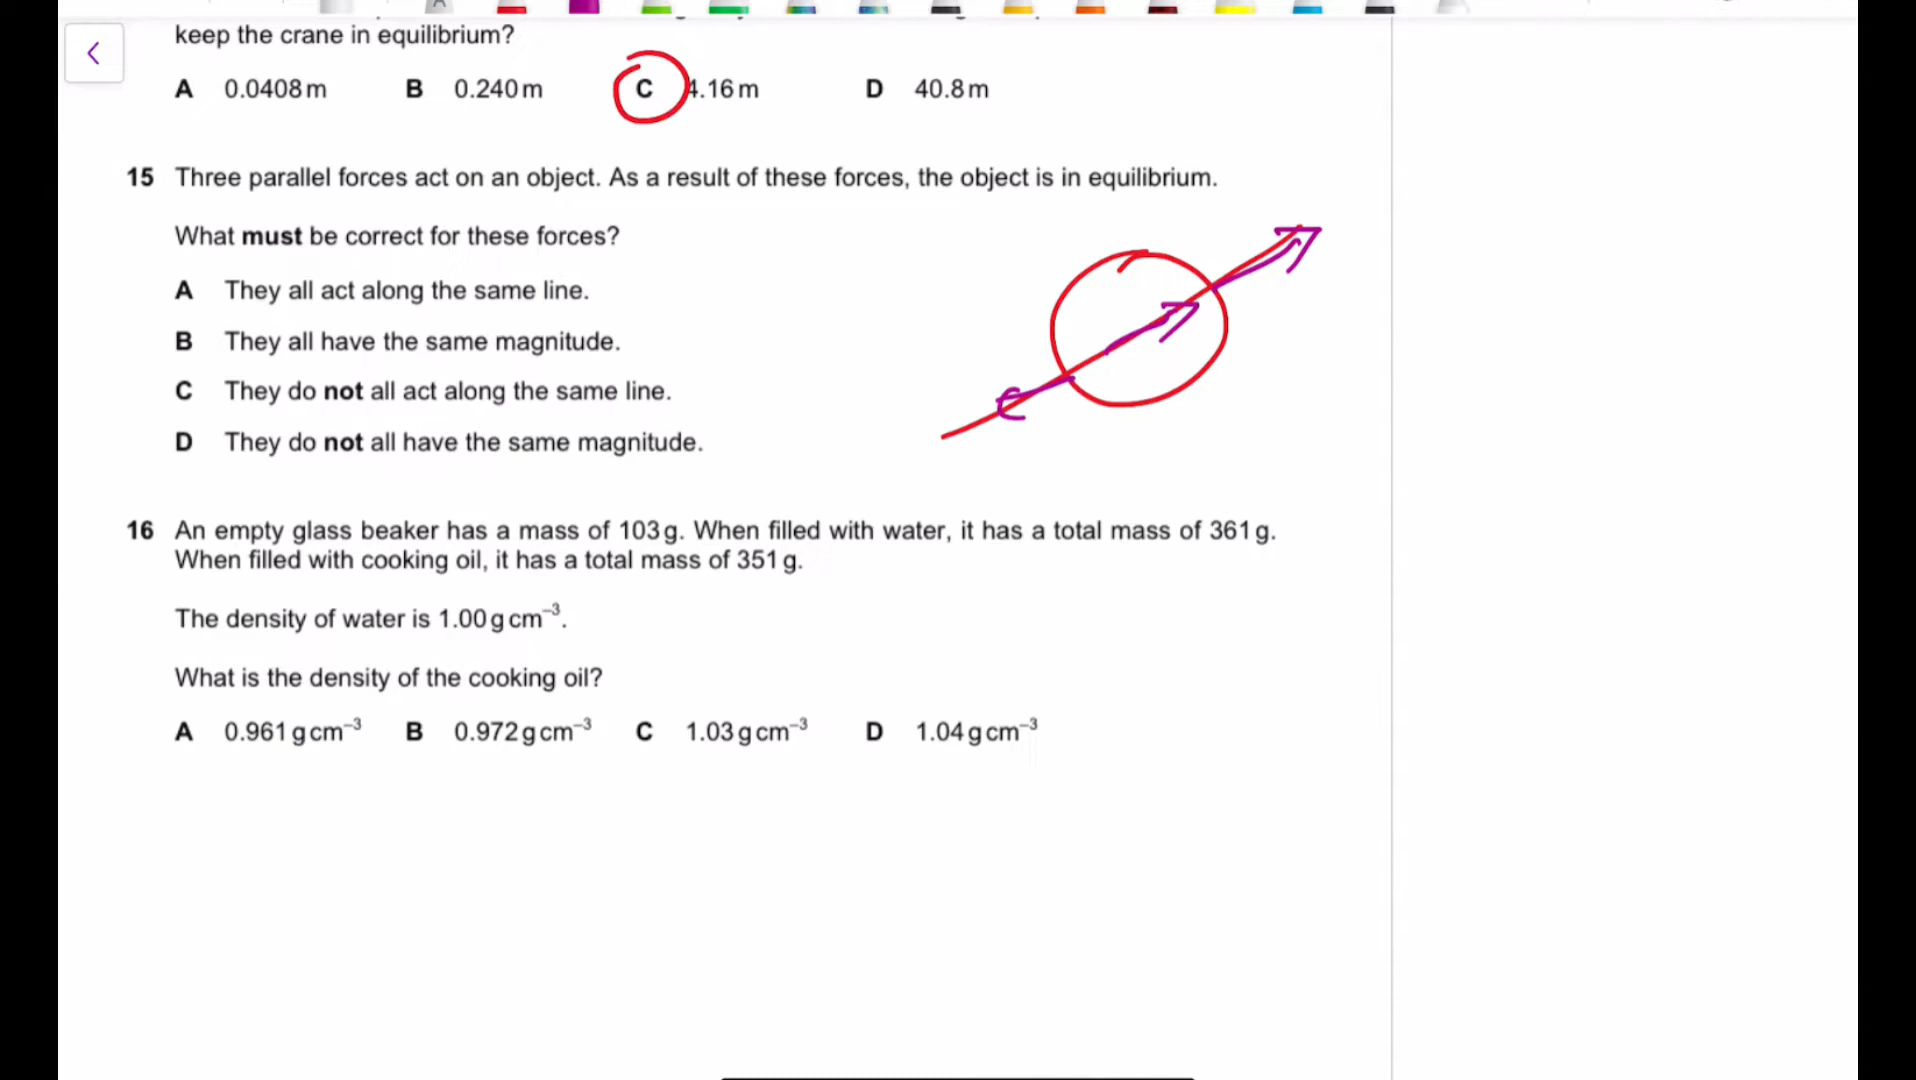 keep the crane in equilibrium?
A 0.0408 m B 0.240 m C 4.16 m D 40.8 m
15 Three parallel forces act on an object. As a result of these forces, the object is in equilibrium.
What must be correct for these forces?
A They all act along the same line.
B They all have the same magnitude.
C They do not all act along the same line.
D They do not all have the same magnitude.
16 An empty glass beaker has a mass of 103 g. When filled with water, it has a total mass of 361 g.
When filled with cooking oil, it has a total mass of 351 g.
The density of water is 1.00 g cm⁻³.
What is the density of the cooking oil?
A 0.961 g cm⁻³ B 0.972 g cm⁻³ C 1.03 g cm⁻³ D 1.04 g cm⁻³